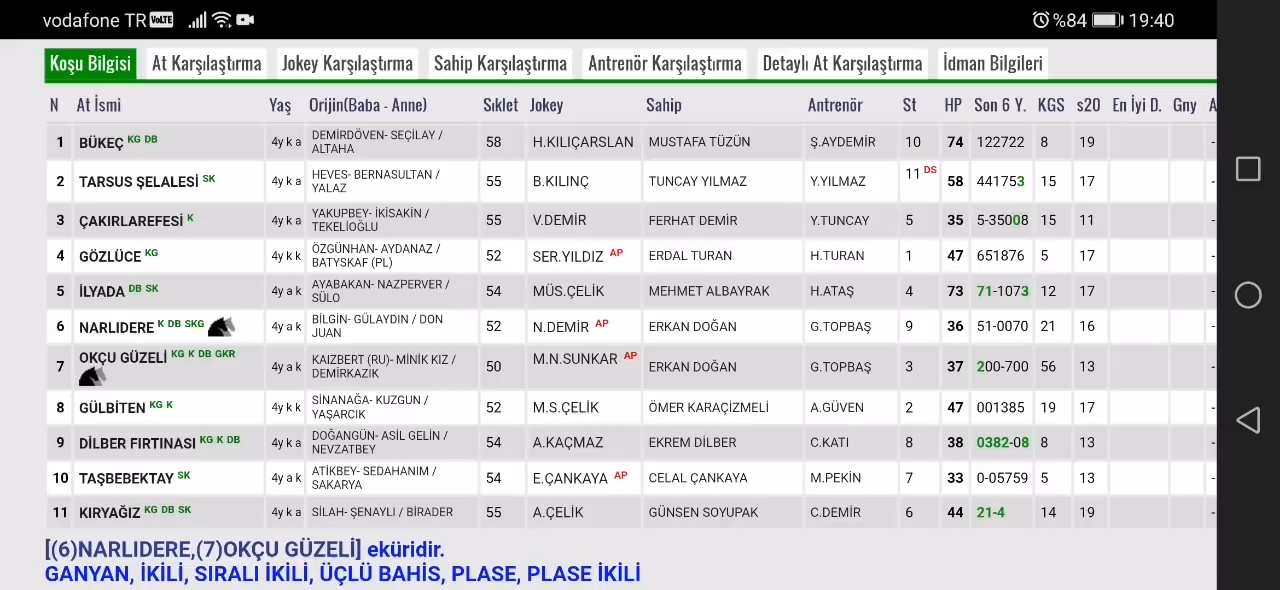 vodafone TR VoLTE %84 19:40
Koşu Bilgisi At Karşılaştırma Jokey Karşılaştırma Sahip Karşılaştırma Antrenör Karşılaştırma Detaylı At Karşılaştırma İdman Bilgileri
N At İsmi Yaş Orijin(Baba - Anne) Sıklet Jokey Sahip Antrenör St HP Son 6 Y. KGS s20 En İyi D. Gny A
1 BÜKEÇ KG DB 4y k a DEMİRDÖVEN- SEÇİLAY / ALTAHA 58 H.KILIÇARSLAN MUSTAFA TÜZÜN Ş.AYDEMİR 10 74 122722 8 19 -
2 TARSUS ŞELALESİ SK 4y k a HEVES- BERNASULTAN / YALAZ 55 B.KILINÇ TUNCAY YILMAZ Y.YILMAZ 11 DS 58 441753 15 17 -
3 ÇAKIRLAREFESİ K 4y k a YAKUPBEY- İKİSAKİN / TEKELİOĞLU 55 V.DEMİR FERHAT DEMİR Y.TUNCAY 5 35 5-35008 15 11 -
4 GÖZLÜCE KG 4y k k ÖZGÜNHAN- AYDANAZ / BATYSKAF (PL) 52 SER.YILDIZ AP ERDAL TURAN H.TURAN 1 47 651876 5 17 -
5 İLYADA DB SK 4y a k AYABAKAN- NAZPERVER / SÜLO 54 MÜS.ÇELİK MEHMET ALBAYRAK H.ATAŞ 4 73 71-1073 12 17 -
6 NARLIDERE K DB SKG 4y a k BİLGİN- GÜLAYDIN / DON JUAN 52 N.DEMİR AP ERKAN DOĞAN G.TOPBAŞ 9 36 51-0070 21 16 -
7 OKÇU GÜZELİ KG K DB GKR 4y a k KAIZBERT (RU)- MİNİK KIZ / DEMİRKAZIK 50 M.N.SUNKAR AP ERKAN DOĞAN G.TOPBAŞ 3 37 200-700 56 13 -
8 GÜLBİTEN KG K 4y k k SİNANAĞA- KUZGUN / YAŞARCIK 52 M.S.ÇELİK ÖMER KARAÇİZMELİ A.GÜVEN 2 47 001385 19 17 -
9 DİLBER FIRTINASI KG K DB 4y k a DOĞANGÜN- ASİL GELİN / NEVZATBEY 54 A.KAÇMAZ EKREM DİLBER C.KATI 8 38 0382-08 8 13 -
10 TAŞBEBEKTAY SK 4y a k ATİKBEY- SEDAHANIM / SAKARYA 54 E.ÇANKAYA AP CELAL ÇANKAYA M.PEKİN 7 33 0-05759 5 13 -
11 KIRYAĞIZ KG DB SK 4y k a SİLAH- ŞENAYLI / BİRADER 55 A.ÇELİK GÜNSEN SOYUPAK C.DEMİR 6 44 21-4 14 19 -
[(6)NARLIDERE,(7)OKÇU GÜZELİ] eküridir.
GANYAN, İKİLİ, SIRALI İKİLİ, ÜÇLÜ BAHİS, PLASE, PLASE İKİLİ